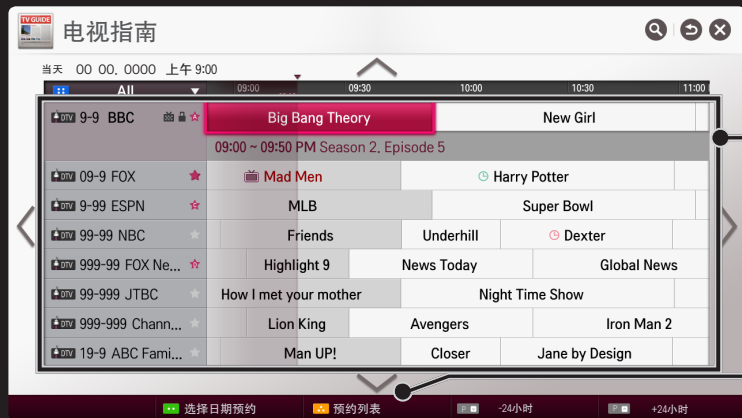 TV GUIDE
电视指南
当天 00 00. 0000 上午 9:00
All 09:00 09:30 10:00 10:30 11:00
DTV 9-9 BBC Big Bang Theory New Girl
09:00 ~ 09:50 PM Season 2, Episode 5
DTV 09-9 FOX Mad Men Harry Potter
DTV 9-99 ESPN MLB Super Bowl
DTV 99-99 NBC Friends Underhill Dexter
DTV 999-99 FOX Ne... Highlight 9 News Today Global News
DTV 99-999 JTBC How I met your mother Night Time Show
DTV 999-999 Chann... Lion King Avengers Iron Man 2
DTV 19-9 ABC Fami... Man UP! Closer Jane by Design
选择日期预约 预约列表 P -24小时 P +24小时